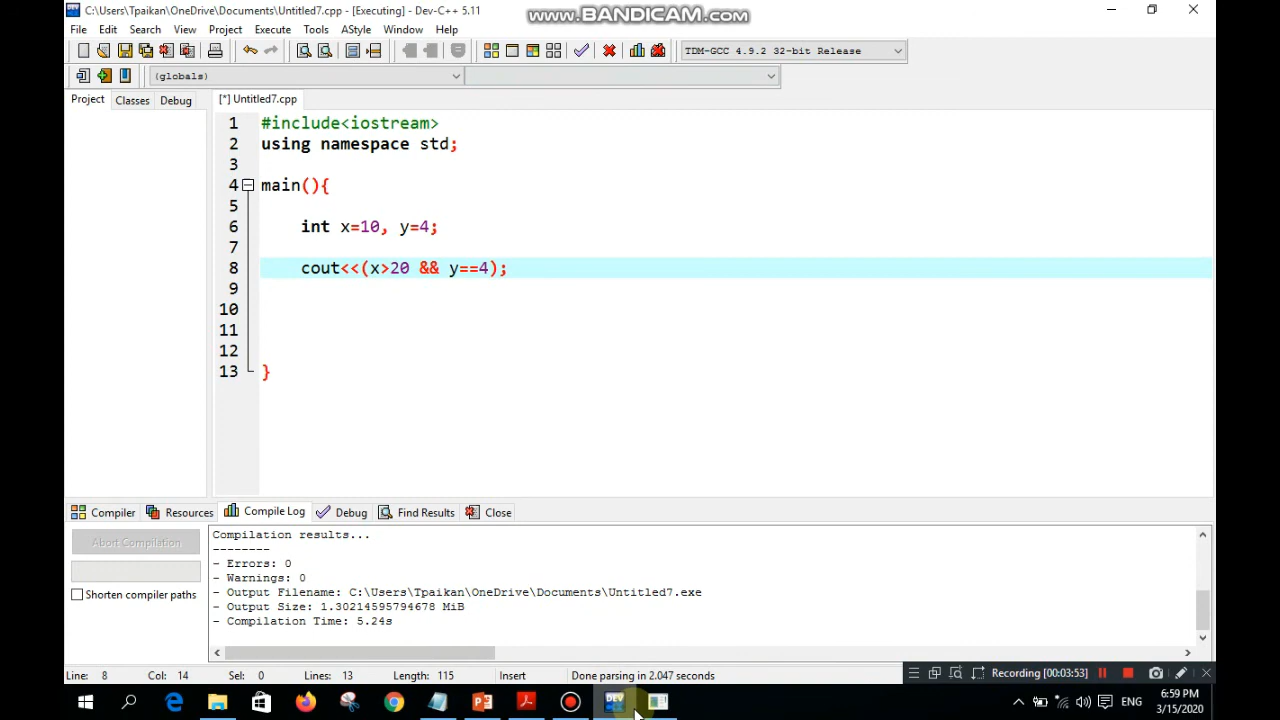 C:\Users\Tpaikan\OneDrive\Documents\Untitled7.cpp - [Executing] - Dev-C++ 5.11
WWW.BANDICAM.COM
File Edit Search View Project Execute Tools AStyle Window Help
TDM-GCC 4.9.2 32-bit Release
(globals)
Project Classes Debug [*] Untitled7.cpp
1 #include<iostream>
2 using namespace std;
3
4 main(){
5
6 int x=10, y=4;
7
8 cout<<(x>20 && y==4);
9
10
11
12
13 }
Compiler Resources Compile Log Debug Find Results Close
Abort Compilation
Shorten compiler paths
Compilation results...
--------
- Errors: 0
- Warnings: 0
- Output Filename: C:\Users\Tpaikan\OneDrive\Documents\Untitled7.exe
- Output Size: 1.30214595794678 MiB
- Compilation Time: 5.24s
Line: 8 Col: 14 Sel: 0 Lines: 13 Length: 115 Insert Done parsing in 2.047 seconds
Recording [00:03:53]
DEV
ENG
6:59 PM
3/15/2020